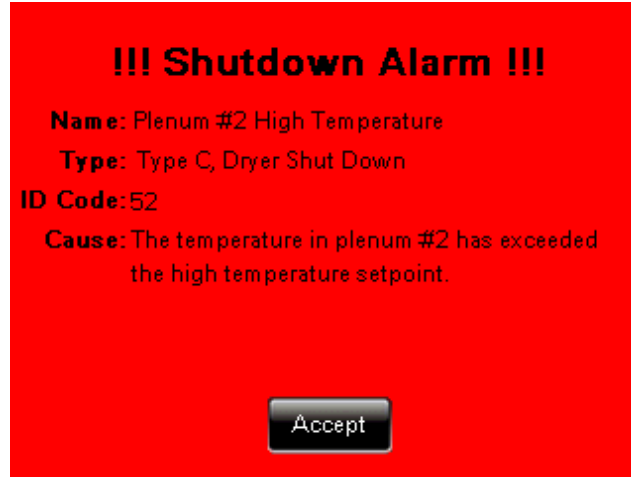 !!! Shutdown Alarm !!!
Name: Plenum #2 High Temperature
Type: Type C, Dryer Shut Down
ID Code: 52
Cause: The temperature in plenum #2 has exceeded
the high temperature setpoint.
Accept